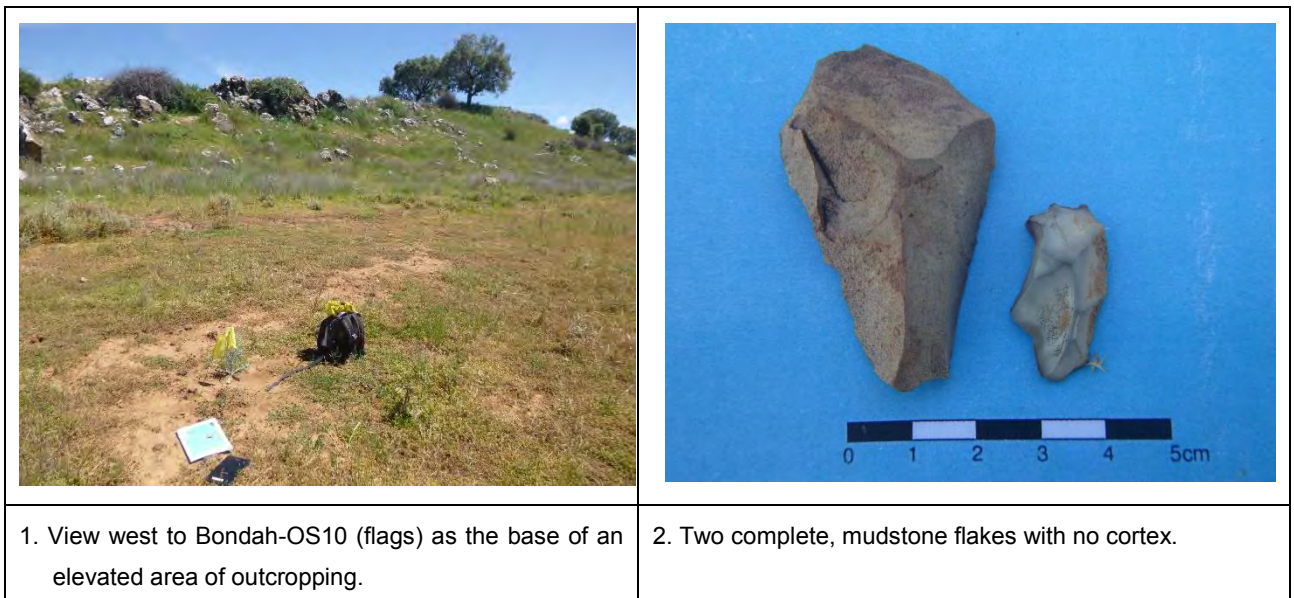 0 1 2 3 4 5cm
1. View west to Bondah-OS10 (flags) as the base of an
elevated area of outcropping.
2. Two complete, mudstone flakes with no cortex.